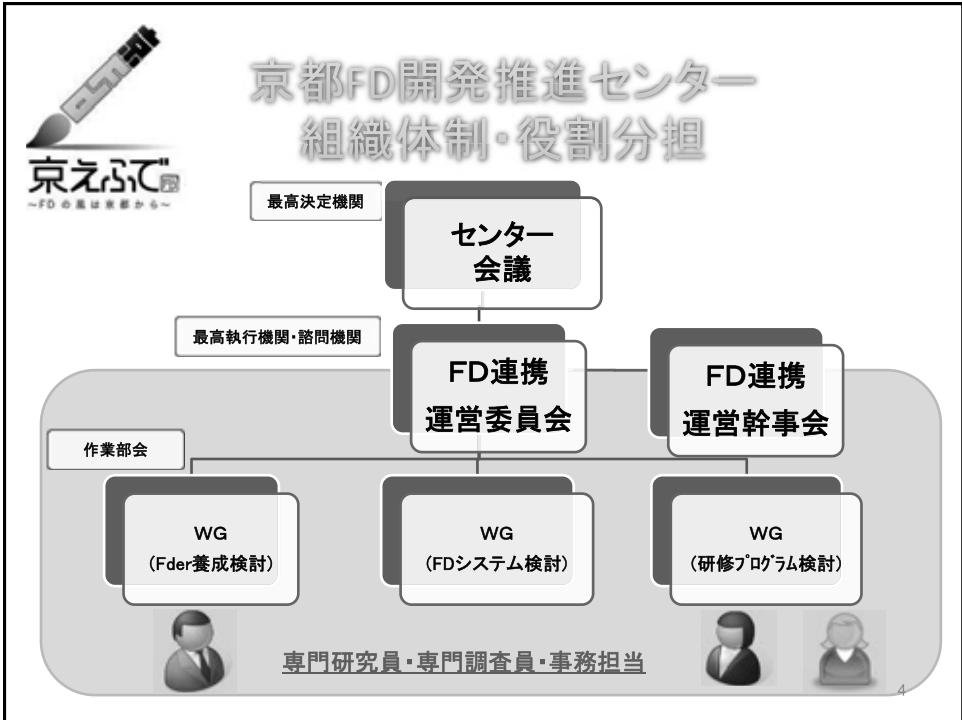 京都FD開発推進センター
組織体制・役割分担
京えふでFD
～FDの風は京都から～
最高決定機関
センター
会議
最高執行機関・諮問機関
FD連携
運営委員会
FD連携
運営幹事会
作業部会
WG
(Fder養成検討)
WG
(FDシステム検討)
WG
(研修プログラム検討)
専門研究員・専門調査員・事務担当
4